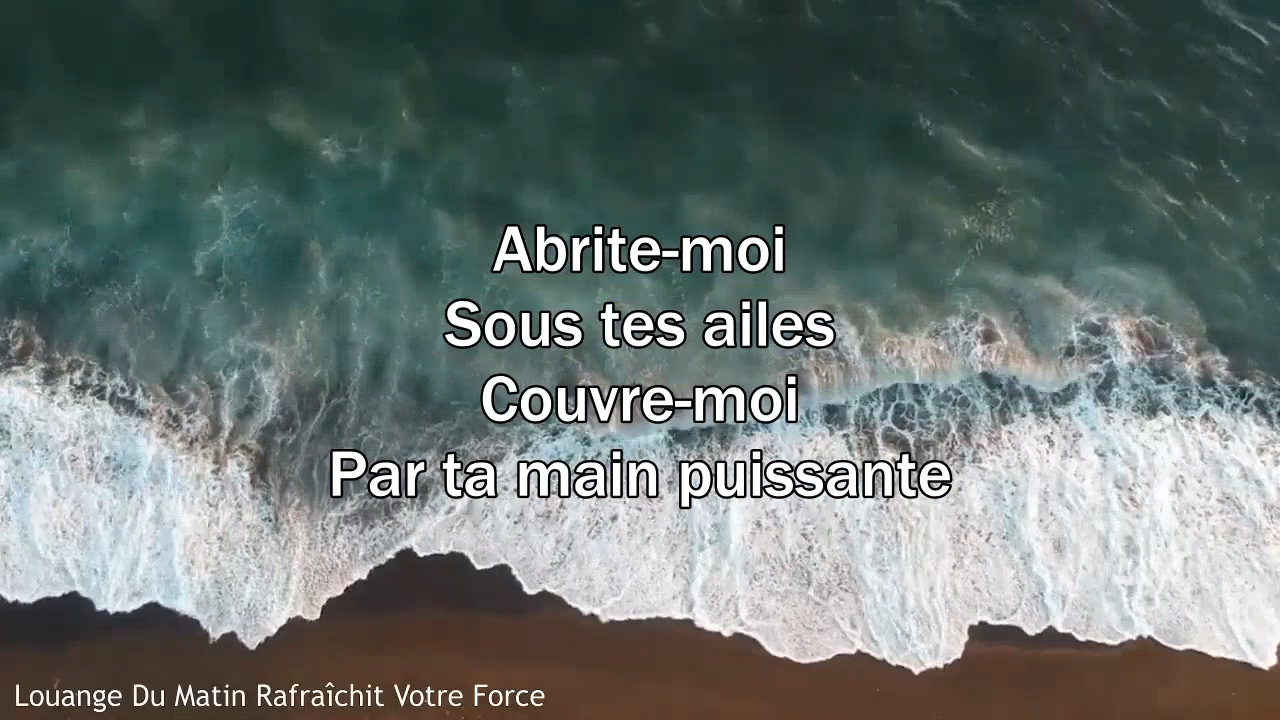 Abrite-moi
Sous tes ailes
Couvre-moi
Par ta main puissante
Louange Du Matin Rafraîchit Votre Force